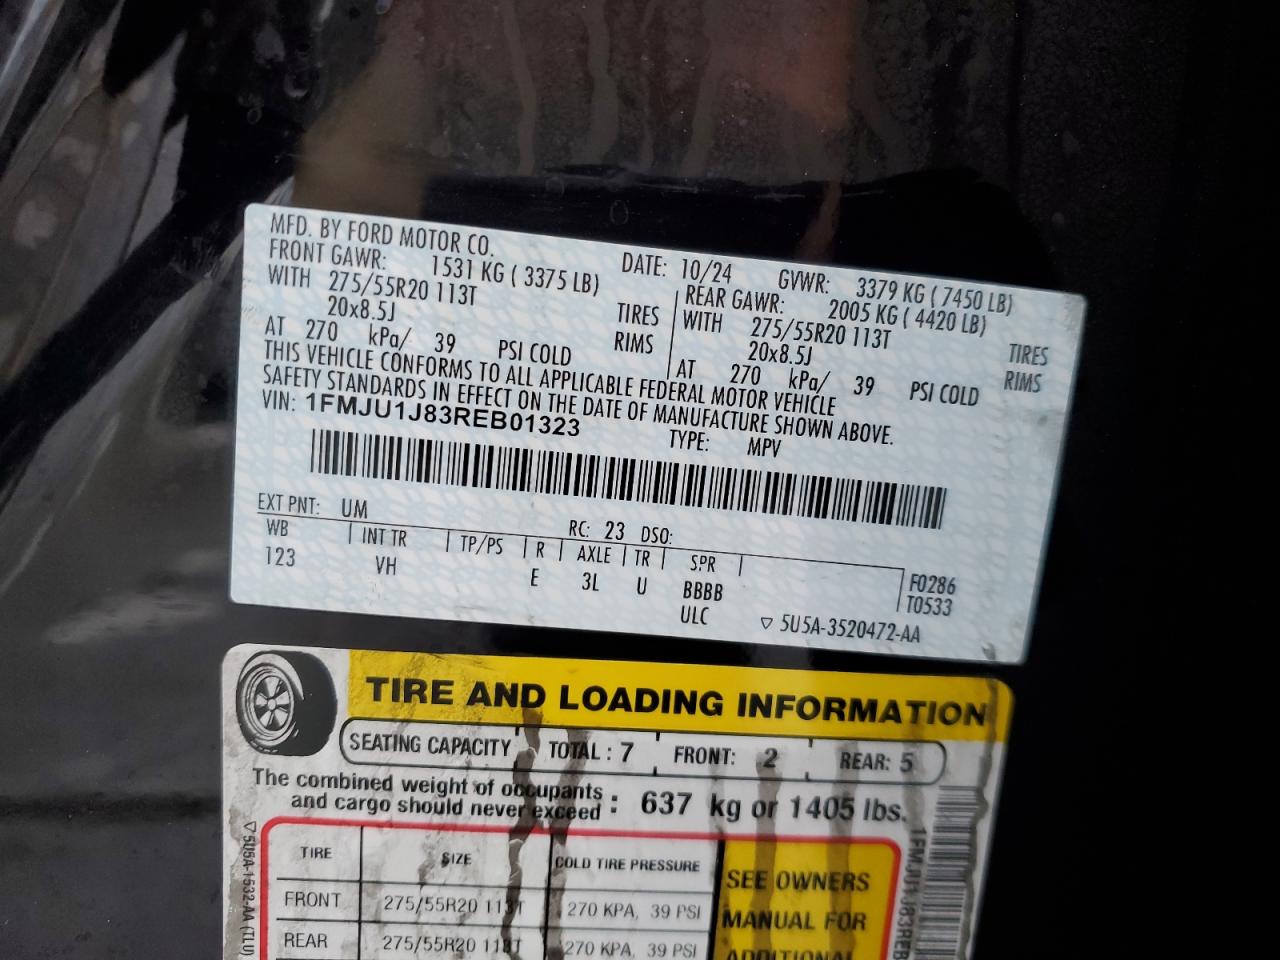 MFD. BY FORD MOTOR CO.
DATE: 10/24 GVWR: 3379 KG ( 7450 LB)
FRONT GAWR: 1531 KG ( 3375 LB)
REAR GAWR: 2005 KG ( 4420 LB)
WITH 275/55R20 113T TIRES
WITH 275/55R20 113T TIRES
20x8.5J RIMS
20x8.5J RIMS
AT 270 kPa/ 39 PSI COLD
AT 270 kPa/ 39 PSI COLD
THIS VEHICLE CONFORMS TO ALL APPLICABLE FEDERAL MOTOR VEHICLE
SAFETY STANDARDS IN EFFECT ON THE DATE OF MANUFACTURE SHOWN ABOVE.
VIN: 1FMJU1J83REB01323
TYPE: MPV
EXT PNT: UM RC: 23 DSO:
WB INT TR TP/PS R AXLE TR SPR
123 VH E 3L U BBBB
ULC
F0286
T0533
▽ 5U5A-3520472-AA
TIRE AND LOADING INFORMATION
SEATING CAPACITY TOTAL : 7 FRONT: 2 REAR: 5
The combined weight of occupants
and cargo should never exceed : 637 kg or 1405 lbs.
TIRE SIZE COLD TIRE PRESSURE
FRONT 275/55R20 113T 270 KPA, 39 PSI
REAR 275/55R20 113T 270 KPA, 39 PSI
SEE OWNERS
MANUAL FOR
ADDITIONAL
▽ 5U5A-1532-AA (TLU)
1FMJU1J83REB